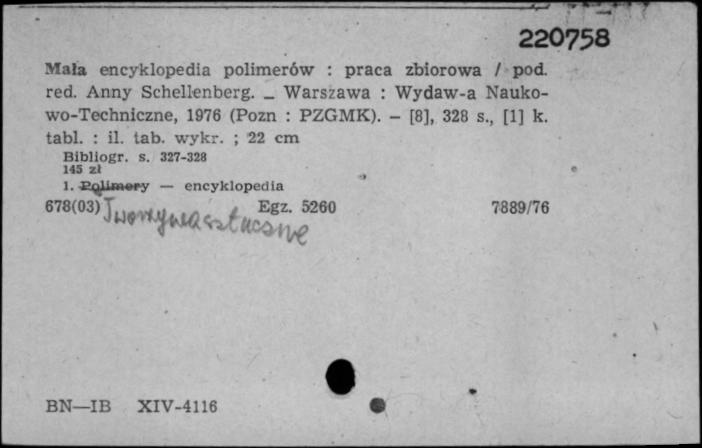 220758
Mała encyklopedia polimerów : praca zbiorowa / pod.
red. Anny Schellenberg. _ Warszawa : Wydaw-a Nauko-
wo-Techniczne, 1976 (Pozn : PZGMK). — [8], 328 s., [1] k.
tabl. : il. tab. wykr. ; 22 cm
Bibliogr. s. 327-328
145 zł
1. Polimery — encyklopedia
678(03) Tworzywa sztuczne Egz. 5260 7889/76
BN—IB XIV-4116